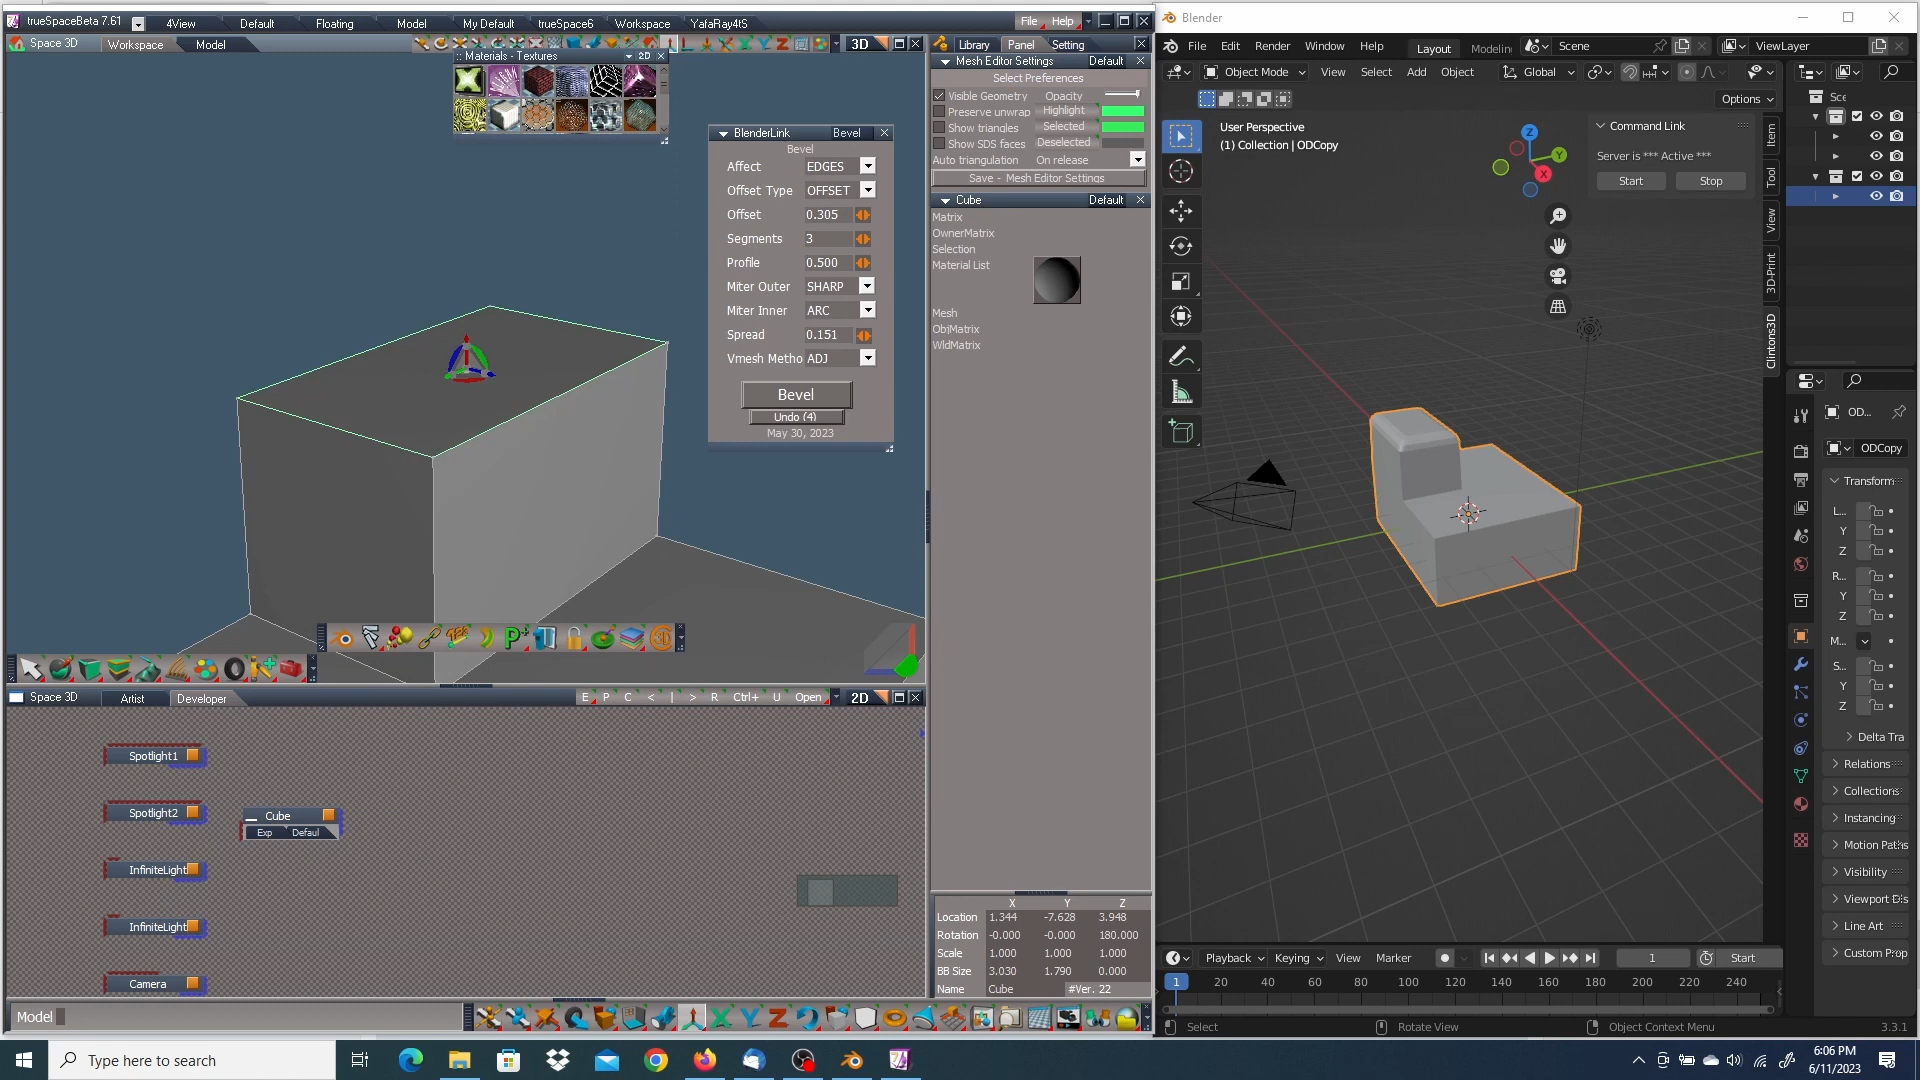 trueSpaceBeta 7.61 4View Default Floating Model My Default trueSpace6 Workspace YafaRay4tS File Help
Space 3D Workspace Model 3D
:: Materials - Textures 2D
BlenderLink Bevel
Bevel
Affect EDGES
Offset Type OFFSET
Offset 0.305
Segments 3
Profile 0.500
Miter Outer SHARP
Miter Inner ARC
Spread 0.151
Vmesh Metho ADJ
Bevel
Undo (4)
May 30, 2023
Library Panel Setting
Mesh Editor Settings Default
Select Preferences
Visible Geometry Opacity
Preserve unwrap Highlight
Show triangles Selected
Show SDS faces Deselected
Auto triangulation On release
Save - Mesh Editor Settings
Cube Default
Matrix
OwnerMatrix
Selection
Material List
Mesh
ObjMatrix
WldMatrix
Space 3D Artist Developer E P C < | > R Ctrl+ U Open 2D
Spotlight1
Spotlight2
Cube
Exp Defaul
InfiniteLight
InfiniteLight
Camera
X Y Z
Location 1.344 -7.628 3.948
Rotation -0.000 -0.000 180.000
Scale 1.000 1.000 1.000
BB Size 3.030 1.790 0.000
Name Cube #Ver. 22
Model
Blender
File Edit Render Window Help Layout Modelin Scene ViewLayer
Object Mode View Select Add Object Global
Options
User Perspective
(1) Collection | ODCopy
Z
Y
X
Command Link
Server is *** Active ***
Start Stop
Item
Tool
View
3D-Print
Clintons3D
Sce
OD...
ODCopy
Transform
L...
Y
Z
R...
Y
Z
M...
S...
Y
Z
Delta Tra
Relations
Collections
Instancing
Motion Paths
Visibility
Viewport Dis
Line Art
Custom Prop
Playback Keying View Marker 1 Start
1 20 40 60 80 100 120 140 160 180 200 220 240
Select Rotate View Object Context Menu 3.3.1
Type here to search
6:06 PM
6/11/2023